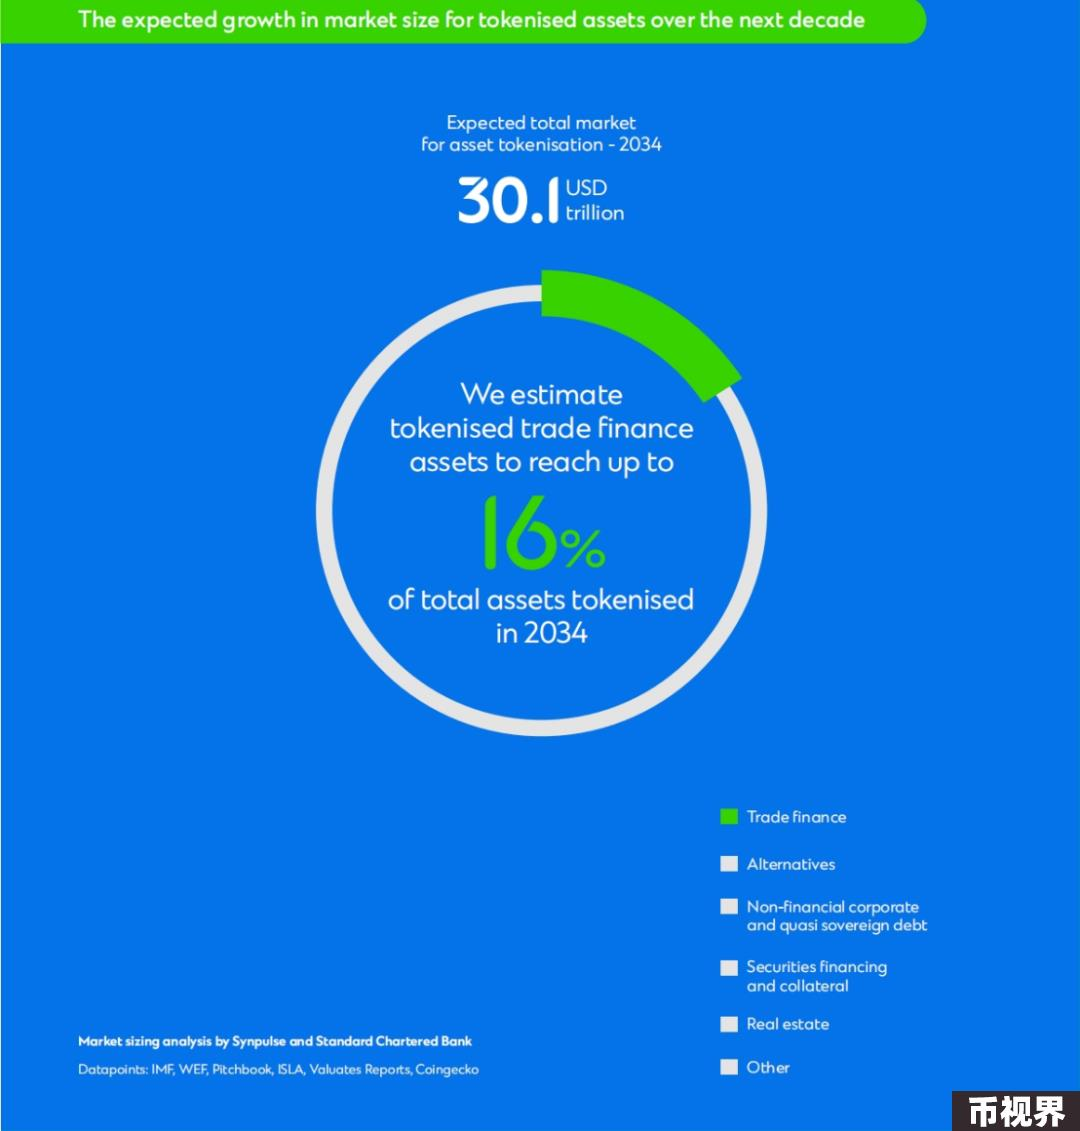 The expected growth in market size for tokenised assets over the next decade
Expected total market
for asset tokenisation - 2034
30.1 USD
trillion
We estimate
tokenised trade finance
assets to reach up to
16%
of total assets tokenised
in 2034
Trade finance
Alternatives
Non-financial corporate
and quasi sovereign debt
Securities financing
and collateral
Real estate
Other
Market sizing analysis by Synpulse and Standard Chartered Bank
Datapoints: IMF, WEF, Pitchbook, ISLA, Valuates Reports, Coingecko
币视界